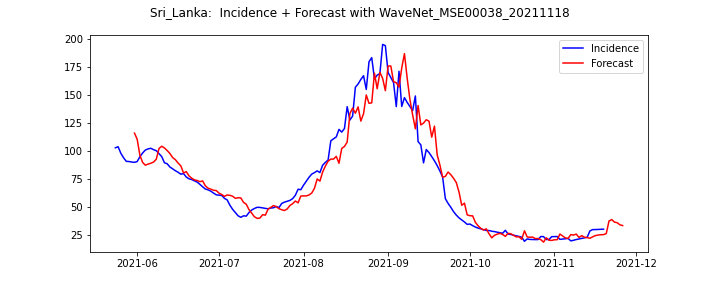 Sri_Lanka:  Incidence + Forecast with WaveNet_MSE00038_20211118
Incidence
Forecast
200
175
150
125
100
75
50
25
2021-06 2021-07 2021-08 2021-09 2021-10 2021-11 2021-12